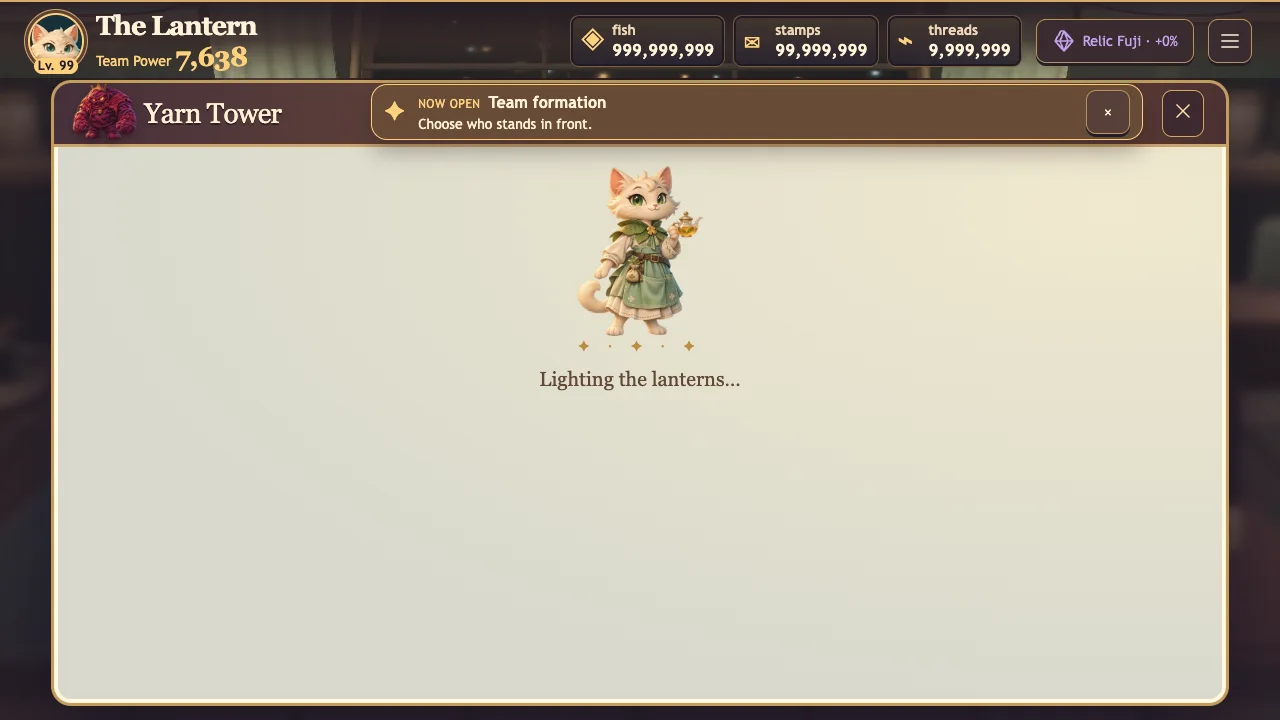 The Lantern
Lv. 99
Team Power 7,638
fish
999,999,999
stamps
99,999,999
threads
9,999,999
Relic Fuji · +0%
Yarn Tower
NOW OPEN Team formation
Choose who stands in front.
Lighting the lanterns...